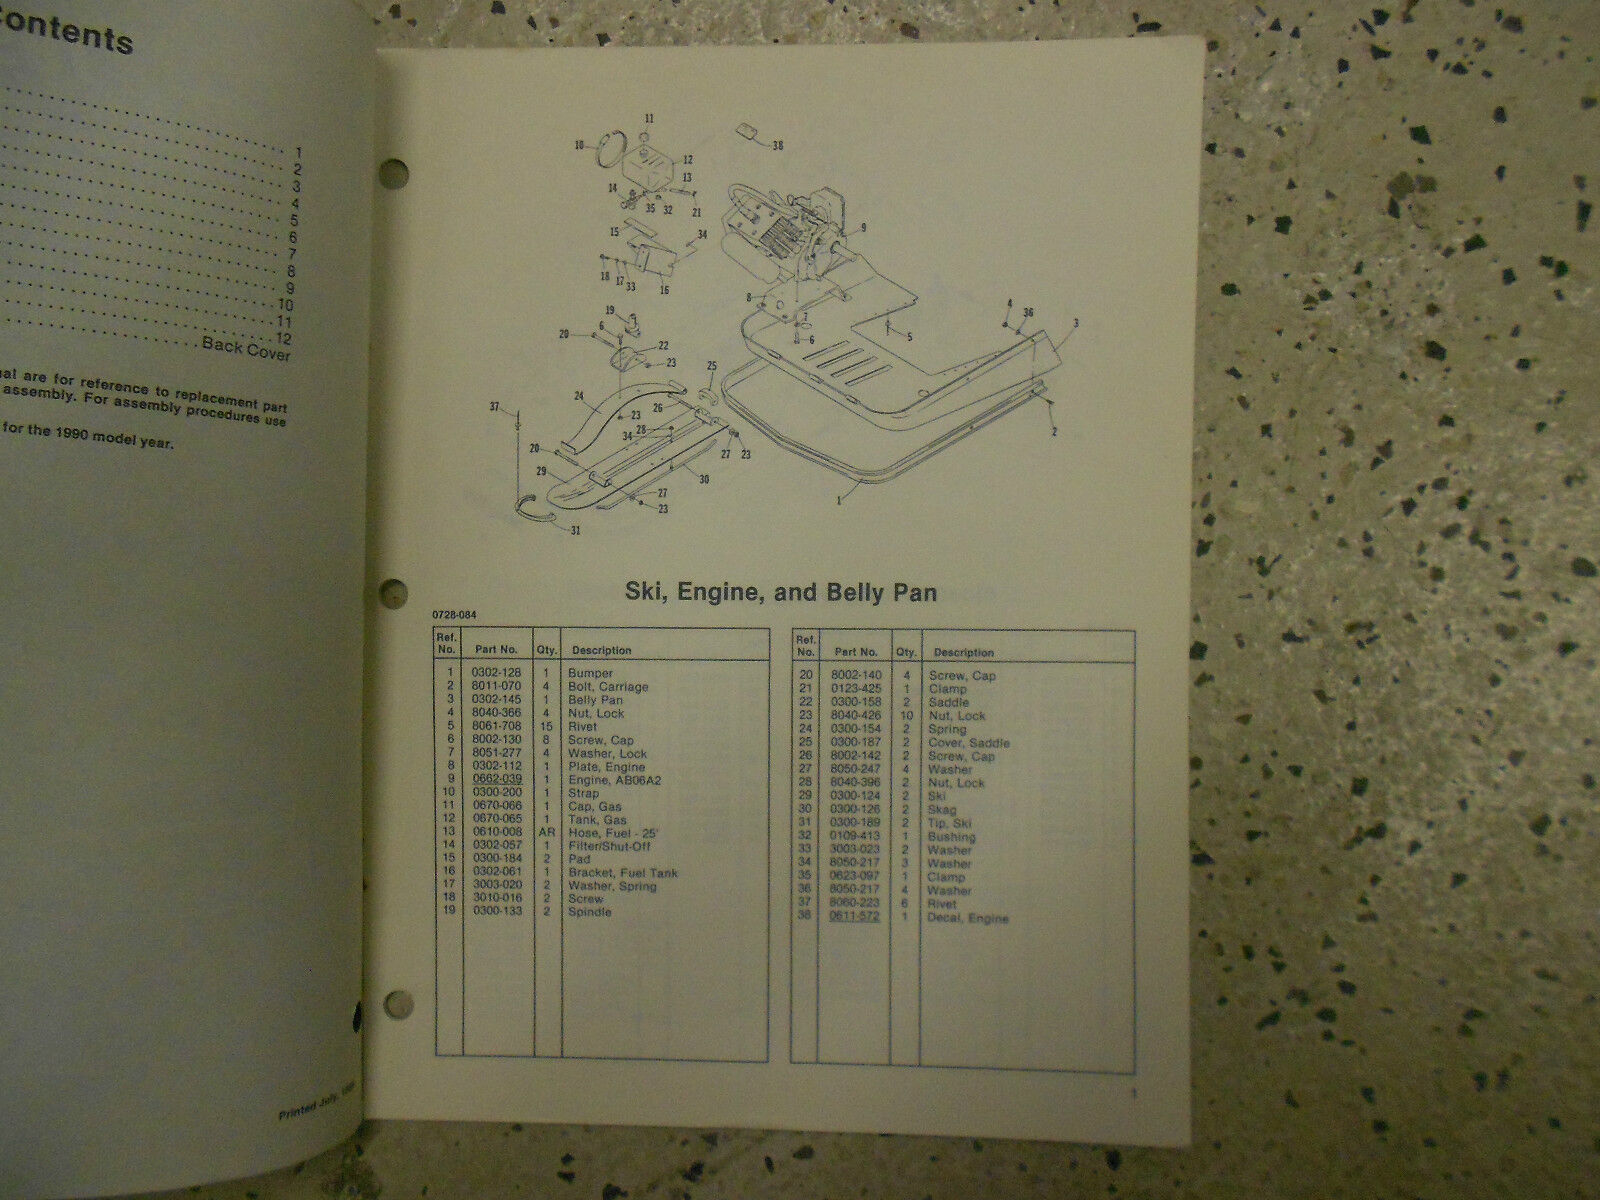 Contents
1
2
3
4
5
6
7
8
9
10
11
12
Back Cover
are for reference to replacement part
assembly. For assembly procedures use
for the 1990 model year.
Printed July,
11
10
38
12
13
14
35 32 21
15
34
9
18 17 33 16
8
19
7
4 36 3
20 6
22
6
5
23
25
24
37
26 23
28
34
2
20
27 23
29
30
27
1
23
31
Ski, Engine, and Belly Pan
0728-084
Ref. No. Part No. Qty. Description
1 0302-128 1 Bumper
2 8011-070 4 Bolt, Carriage
3 0302-145 1 Belly Pan
4 8040-366 4 Nut, Lock
5 8061-708 15 Rivet
6 8002-130 8 Screw, Cap
7 8051-277 4 Washer, Lock
8 0302-112 1 Plate, Engine
9 0662-039 1 Engine, AB06A2
10 0300-200 1 Strap
11 0670-066 1 Cap, Gas
12 0670-065 1 Tank, Gas
13 0610-008 AR Hose, Fuel - 25'
14 0302-057 1 Filter/Shut-Off
15 0300-184 2 Pad
16 0302-061 1 Bracket, Fuel Tank
17 3003-020 2 Washer, Spring
18 3010-016 2 Screw
19 0300-133 2 Spindle
Ref. No. Part No. Qty. Description
20 8002-140 4 Screw, Cap
21 0123-425 1 Clamp
22 0300-158 2 Saddle
23 8040-426 10 Nut, Lock
24 0300-154 2 Spring
25 0300-187 2 Cover, Saddle
26 8002-142 2 Screw, Cap
27 8050-247 4 Washer
28 8040-396 2 Nut, Lock
29 0300-124 2 Ski
30 0300-126 2 Skag
31 0300-189 2 Tip, Ski
32 0109-413 1 Bushing
33 3003-023 2 Washer
34 8050-217 3 Washer
35 0623-097 1 Clamp
36 8050-217 4 Washer
37 8060-223 6 Rivet
38 0611-572 1 Decal, Engine
1